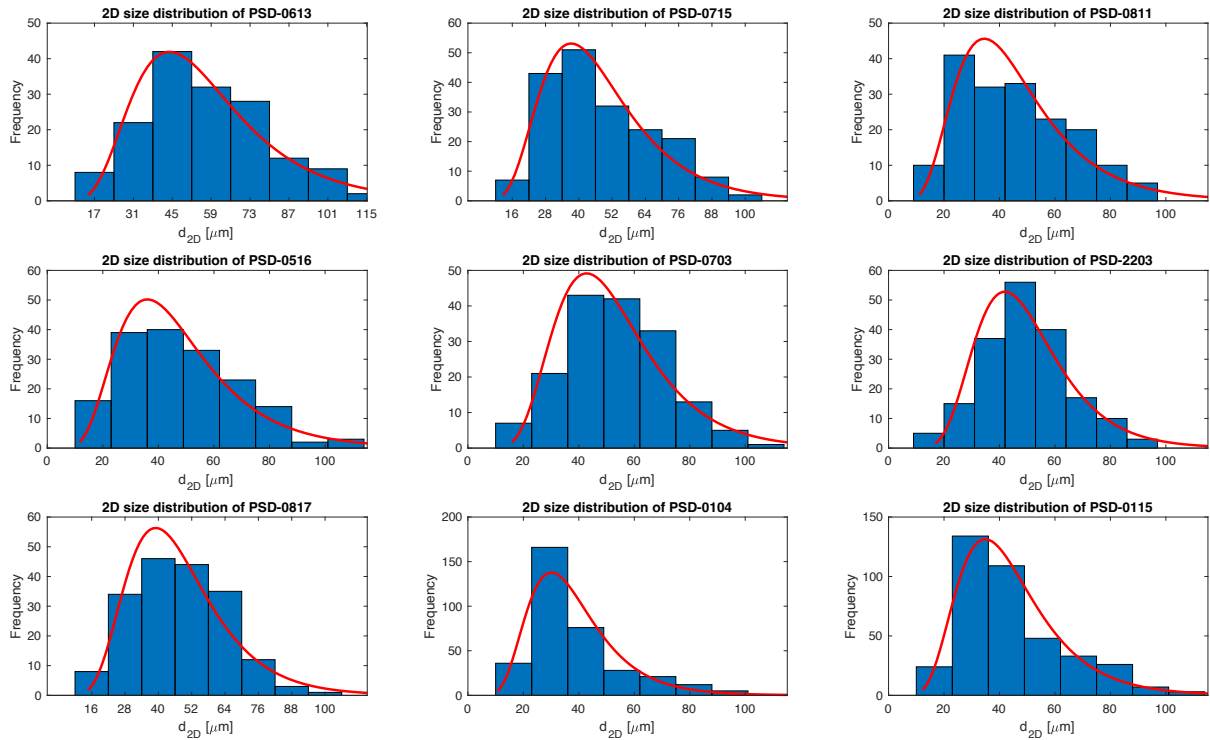 2D size distribution of PSD-0613
50
40
30
20
10
0
Frequency
17 31 45 59 73 87 101 115
d2D [μm]
2D size distribution of PSD-0715
60
50
40
30
20
10
0
Frequency
16 28 40 52 64 76 88 100
d2D [μm]
2D size distribution of PSD-0811
50
40
30
20
10
0
Frequency
0 20 40 60 80 100
d2D [μm]
2D size distribution of PSD-0516
60
50
40
30
20
10
0
Frequency
0 20 40 60 80 100
d2D [μm]
2D size distribution of PSD-0703
50
40
30
20
10
0
Frequency
0 20 40 60 80 100
d2D [μm]
2D size distribution of PSD-2203
60
50
40
30
20
10
0
Frequency
0 20 40 60 80 100
d2D [μm]
2D size distribution of PSD-0817
60
50
40
30
20
10
0
Frequency
16 28 40 52 64 76 88 100
d2D [μm]
2D size distribution of PSD-0104
200
150
100
50
0
Frequency
0 20 40 60 80 100
d2D [μm]
2D size distribution of PSD-0115
150
100
50
0
Frequency
0 20 40 60 80 100
d2D [μm]